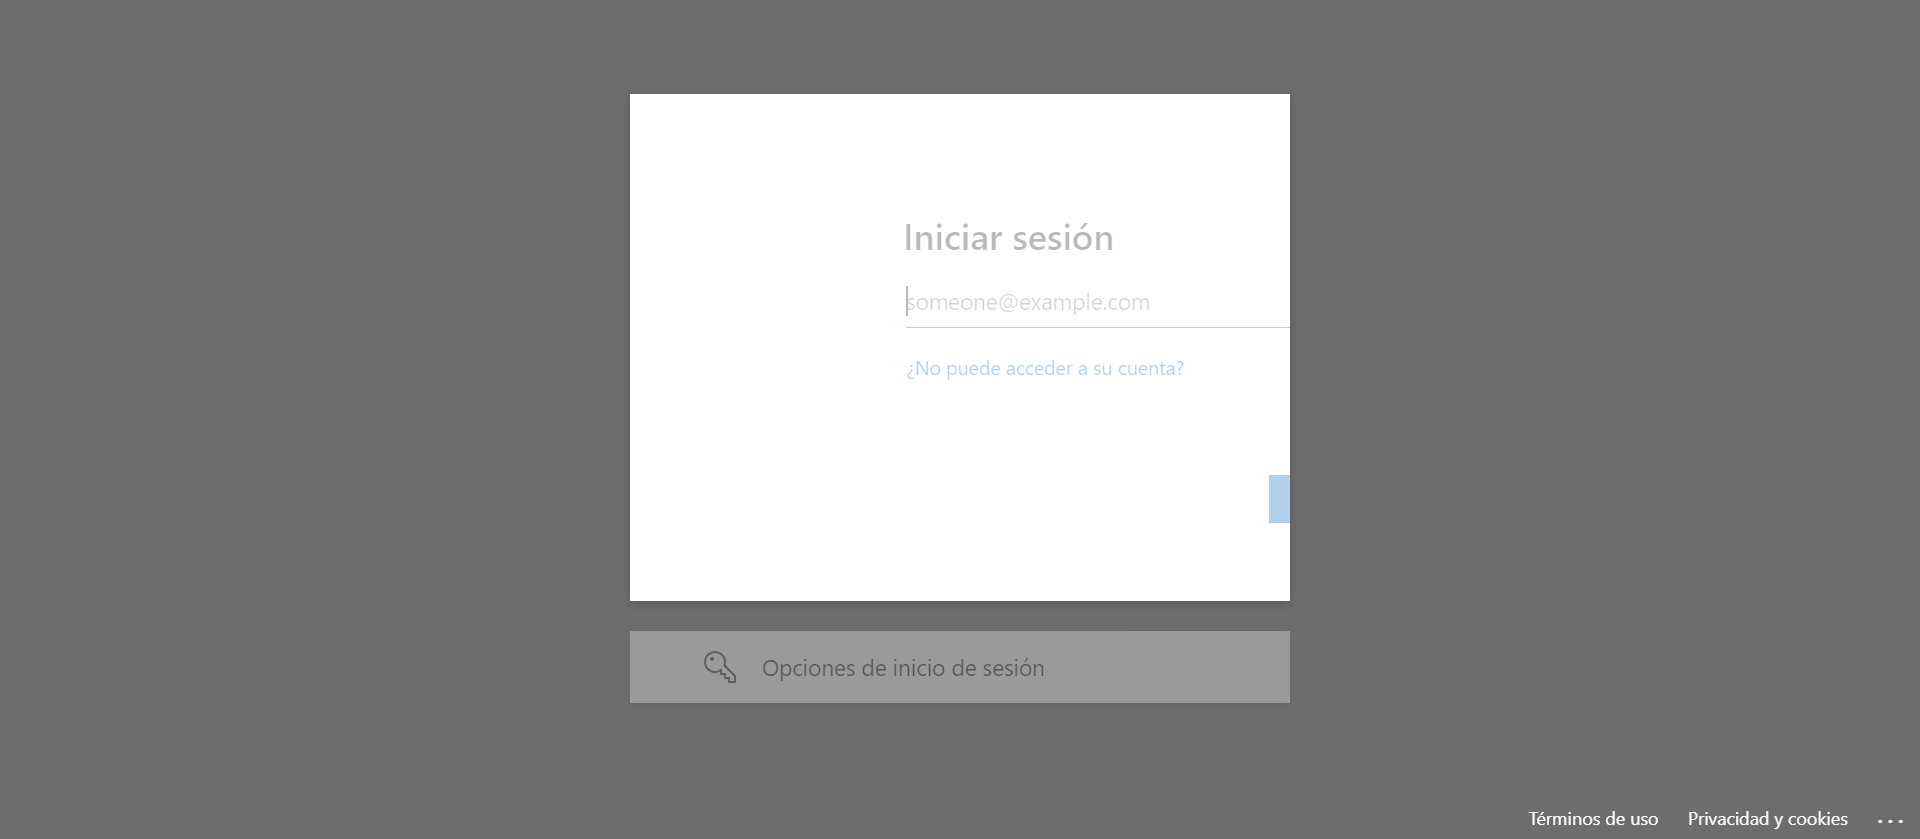 Iniciar sesión
someone@example.com
¿No puede acceder a su cuenta?
Opciones de inicio de sesión
Términos de uso Privacidad y cookies ...